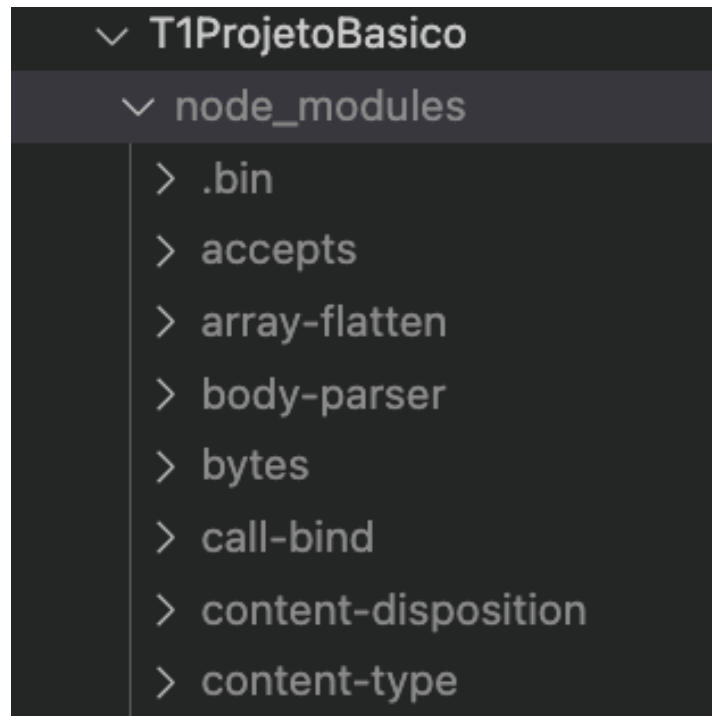 T1ProjetoBasico
node_modules
.bin
accepts
array-flatten
body-parser
bytes
call-bind
content-disposition
content-type